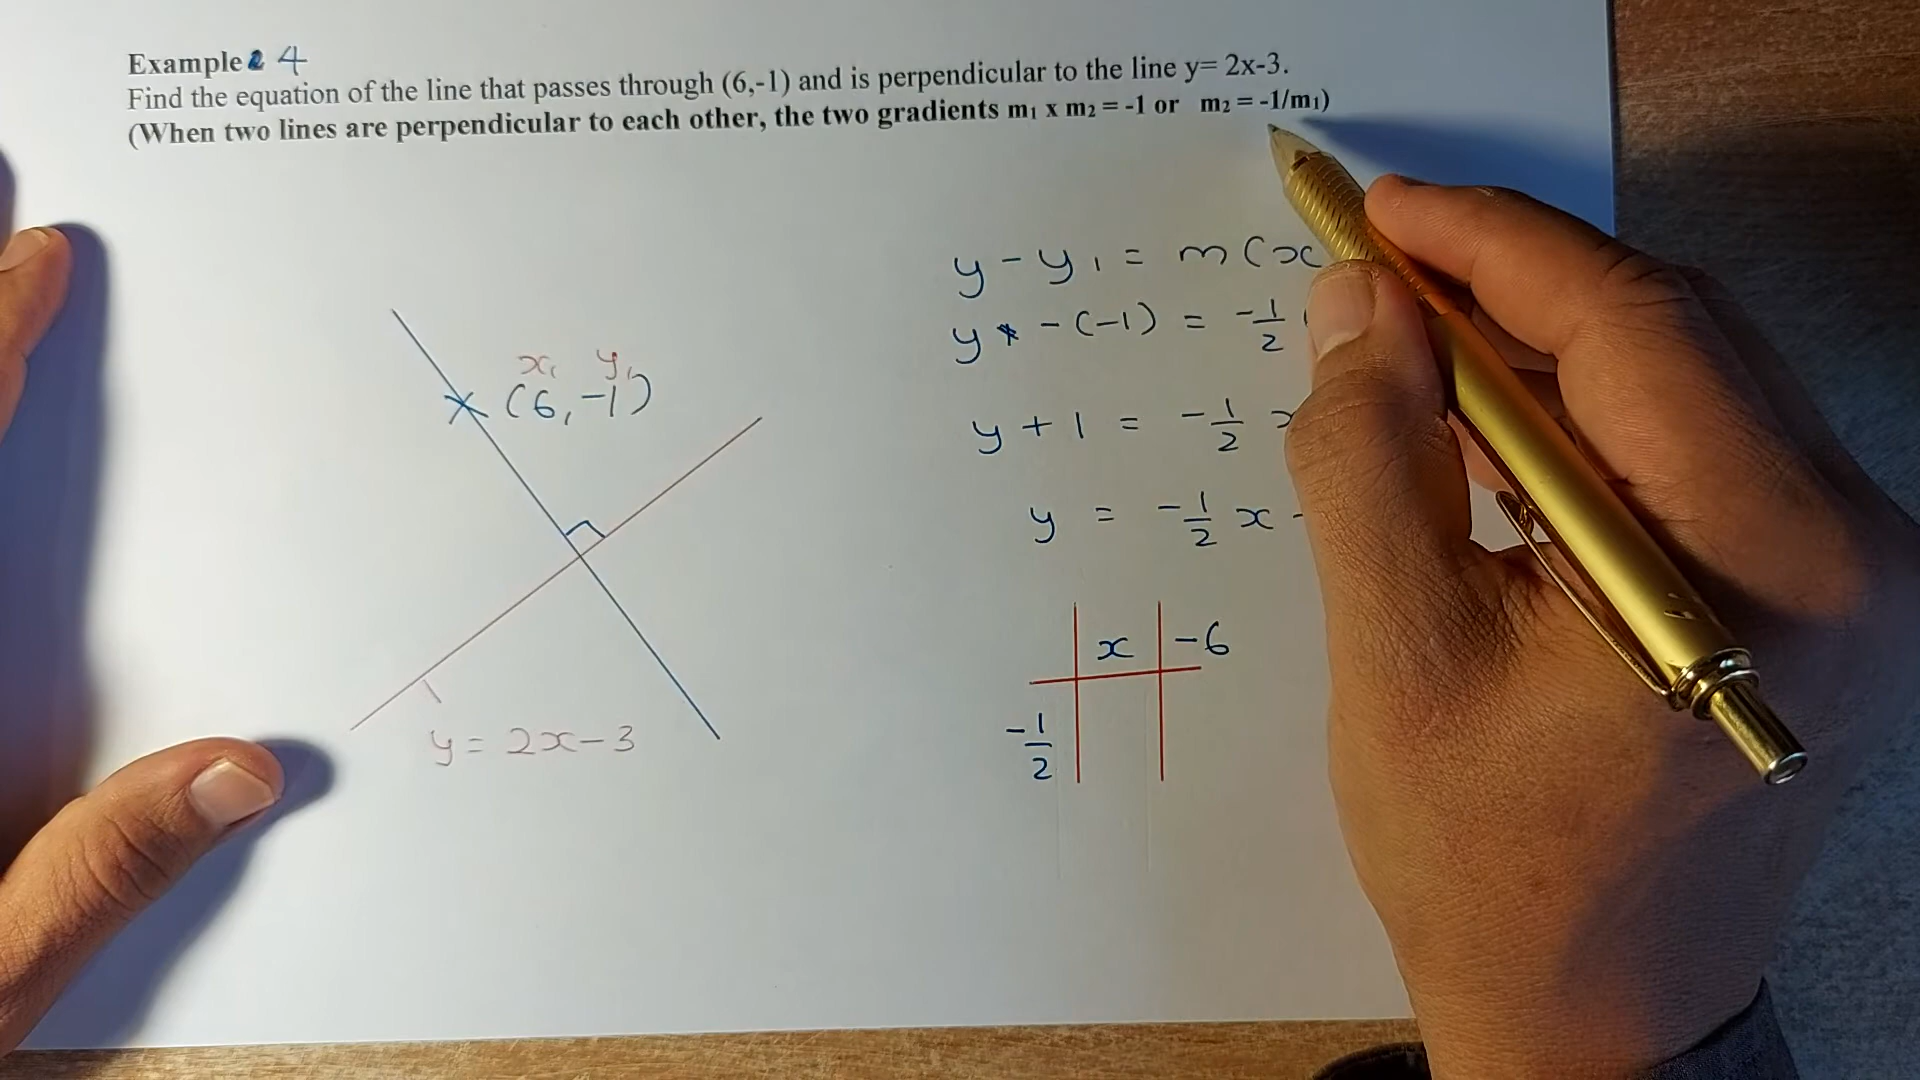 Example 4
Find the equation of the line that passes through (6,-1) and is perpendicular to the line y= 2x-3.
(When two lines are perpendicular to each other, the two gradients m₁ x m₂ = -1 or m₂ = -1/m₁)
x₁ y₁
(6,-1)
y = 2x-3
y - y₁ = m(x
y - (-1) = -1/2 (
y + 1 = -1/2 x
y = -1/2 x -
x -6
-1/2